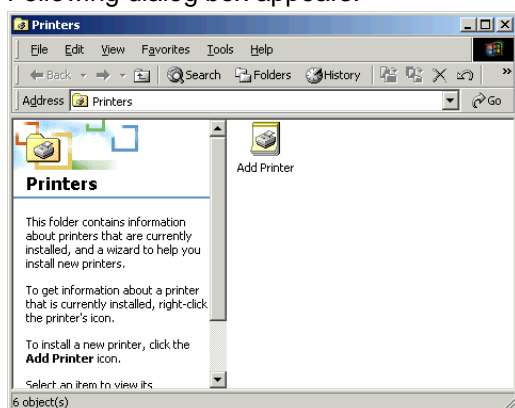 Following dialog box appears:
Printers
File Edit View Favorites Tools Help
Back Search Folders History »
Address Printers Go
Printers
Add Printer
This folder contains information
about printers that are currently
installed, and a wizard to help you
install new printers.
To get information about a printer
that is currently installed, right-click
the printer's icon.
To install a new printer, click the
Add Printer icon.
Select an item to view its
6 object(s)